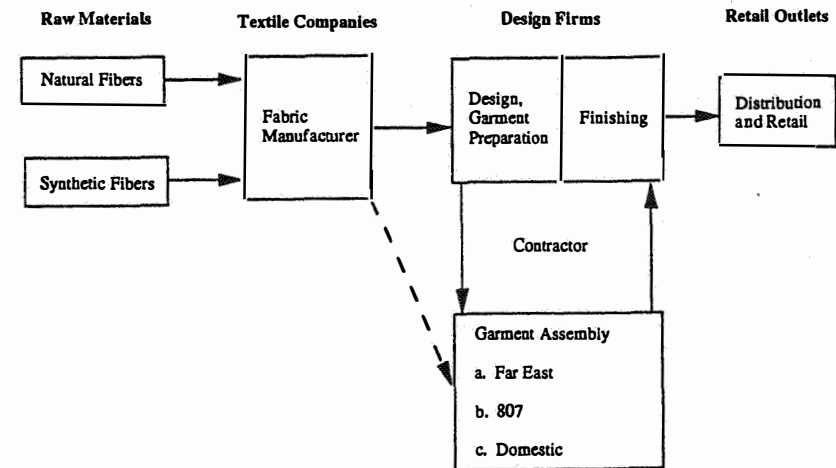 Raw Materials
Textile Companies
Design Firms
Retail Outlets
Natural Fibers
Synthetic Fibers
Fabric
Manufacturer
Design,
Garment
Preparation
Finishing
Distribution
and Retail
Contractor
Garment Assembly
a. Far East
b. 807
c. Domestic